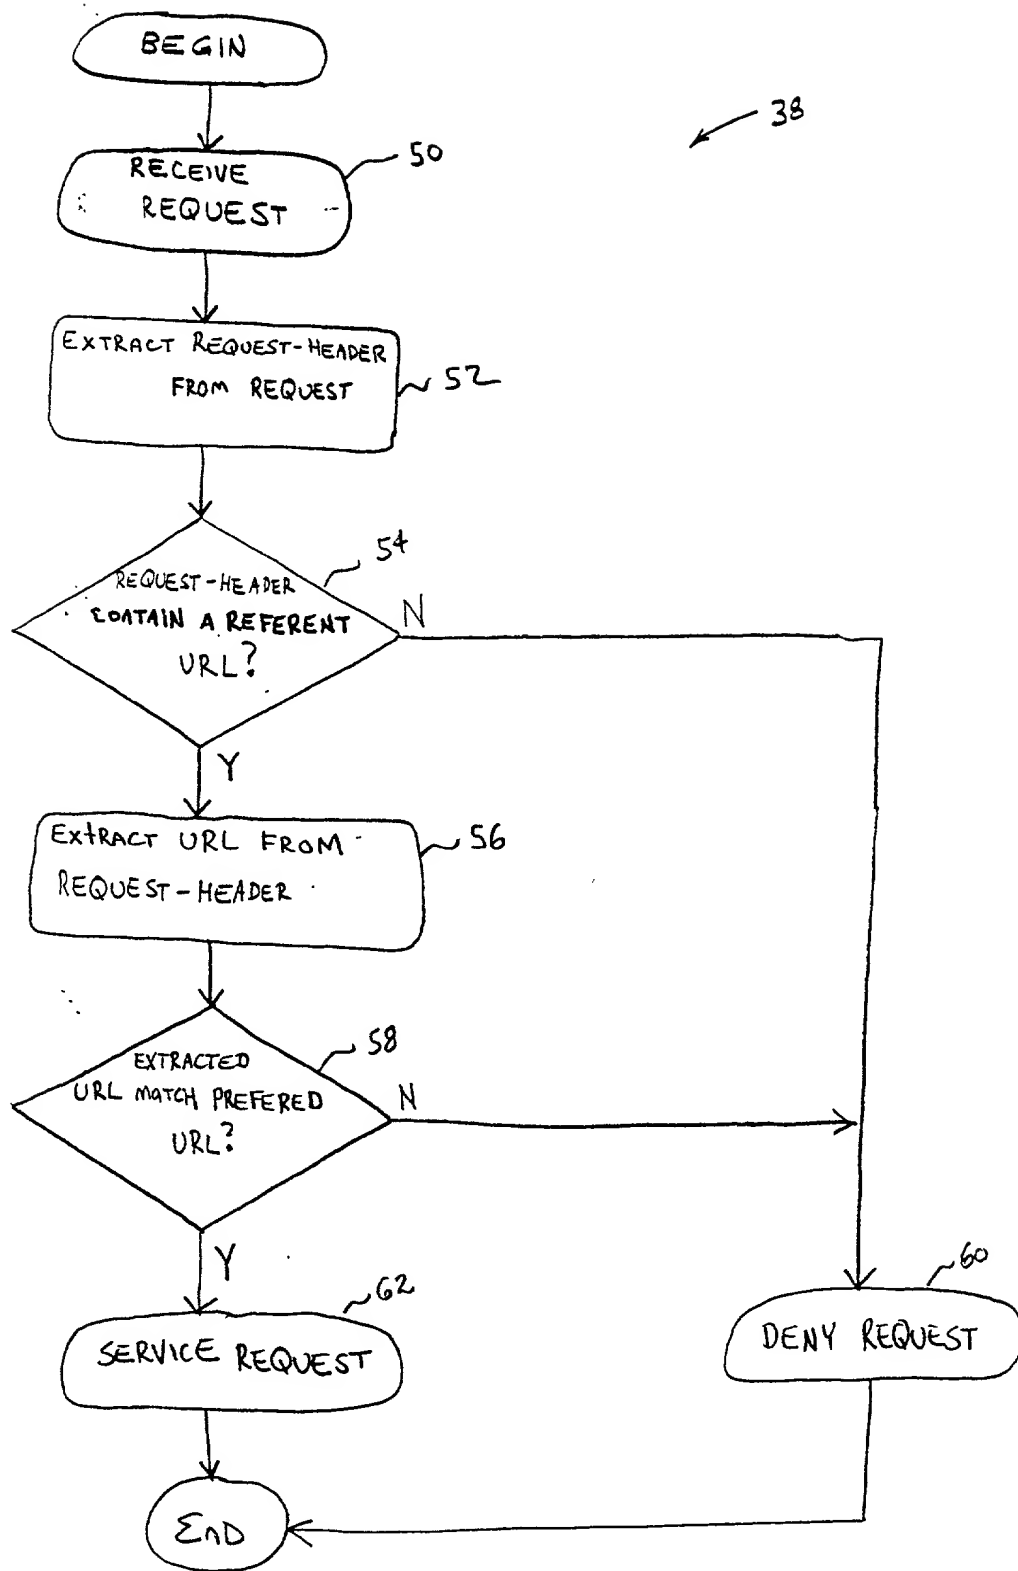 BEGIN
38
50
RECEIVE
REQUEST
EXTRACT REQUEST-HEADER
FROM REQUEST
52
54
REQUEST-HEADER
CONTAIN A REFERENT
URL?
N
Y
EXTRACT URL FROM
REQUEST-HEADER
56
58
EXTRACTED
URL MATCH PREFERED
URL?
N
Y
62
SERVICE REQUEST
60
DENY REQUEST
END